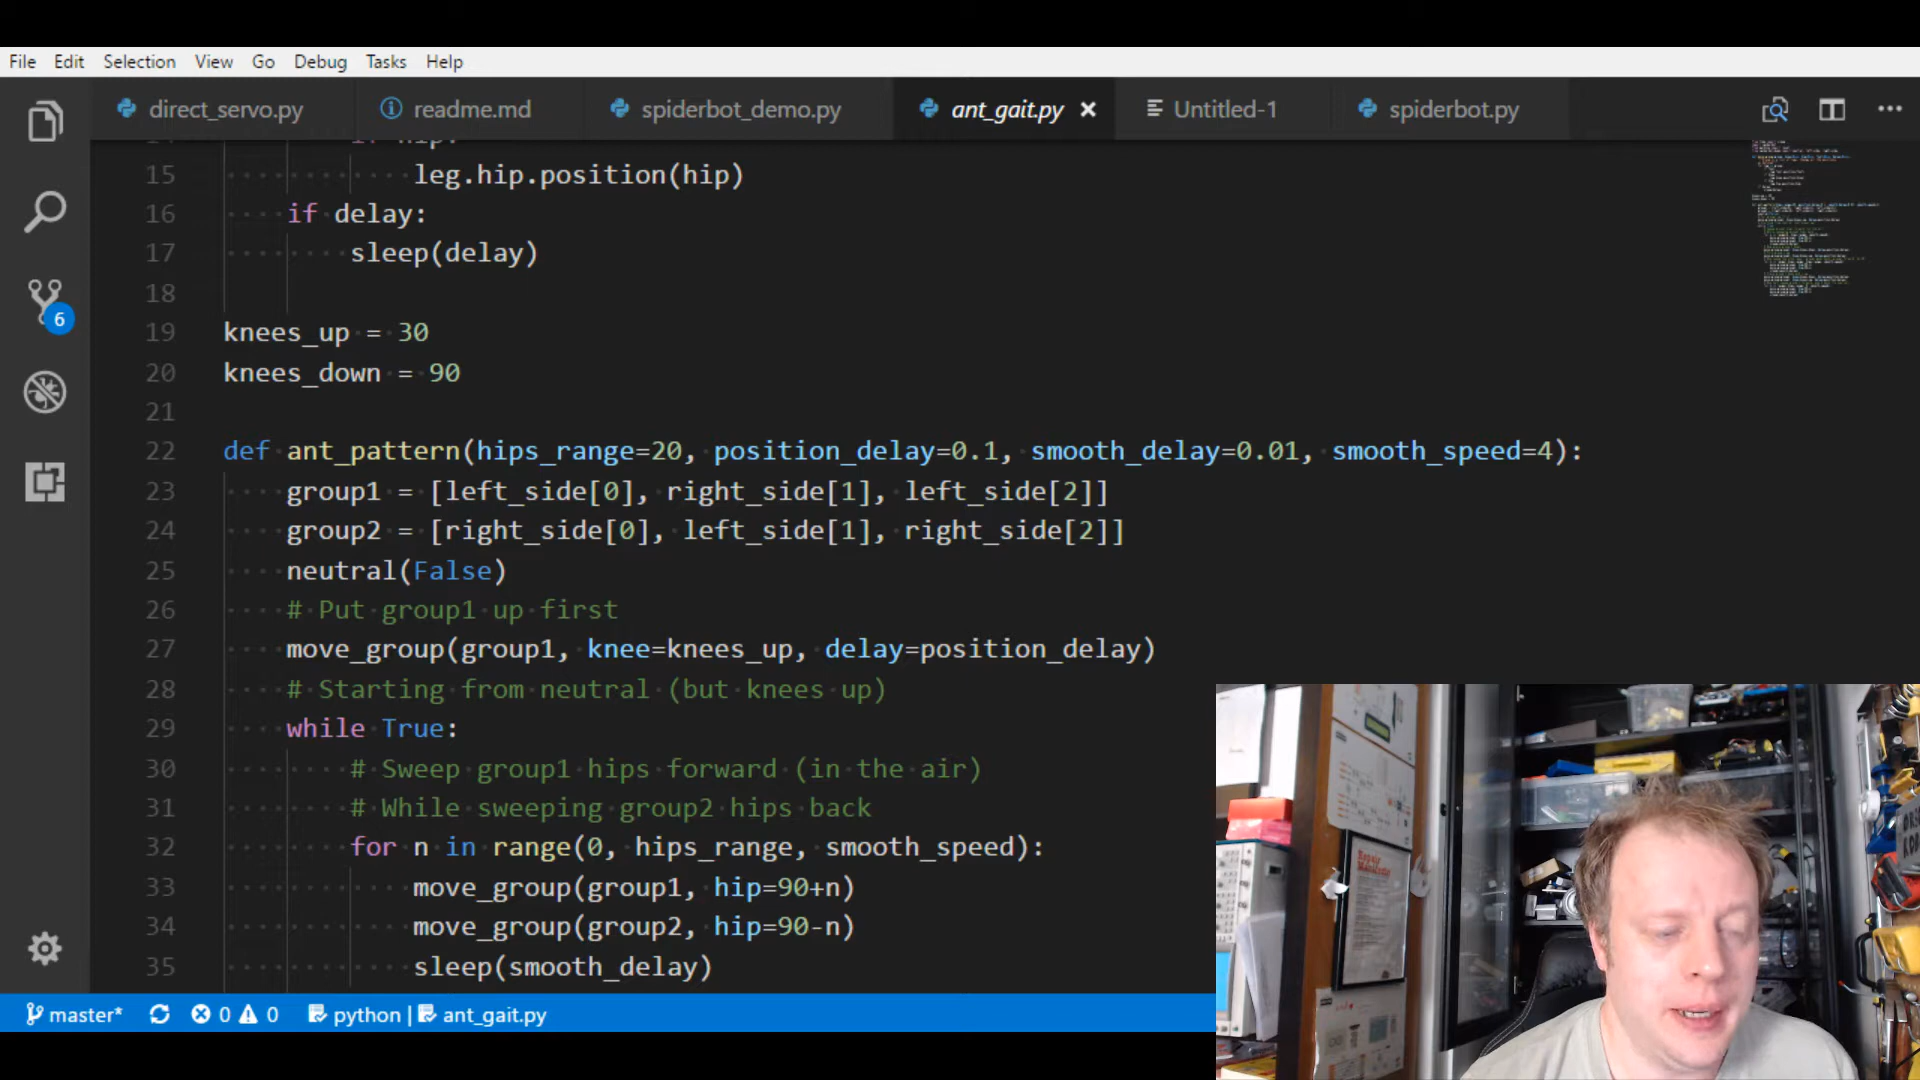 File Edit Selection View Go Debug Tasks Help
direct_servo.py readme.md spiderbot_demo.py ant_gait.py Untitled-1 spiderbot.py
15 leg.hip.position(hip)
16 if delay:
17 sleep(delay)
18
19 knees_up = 30
20 knees_down = 90
21
22 def ant_pattern(hips_range=20, position_delay=0.1, smooth_delay=0.01, smooth_speed=4):
23 group1 = [left_side[0], right_side[1], left_side[2]]
24 group2 = [right_side[0], left_side[1], right_side[2]]
25 neutral(False)
26 # Put group1 up first
27 move_group(group1, knee=knees_up, delay=position_delay)
28 # Starting from neutral (but knees up)
29 while True:
30 # Sweep group1 hips forward (in the air)
31 # While sweeping group2 hips back
32 for n in range(0, hips_range, smooth_speed):
33 move_group(group1, hip=90+n)
34 move_group(group2, hip=90-n)
35 sleep(smooth_delay)
6
master* 0 0 python | ant_gait.py
Repair
Manifesto